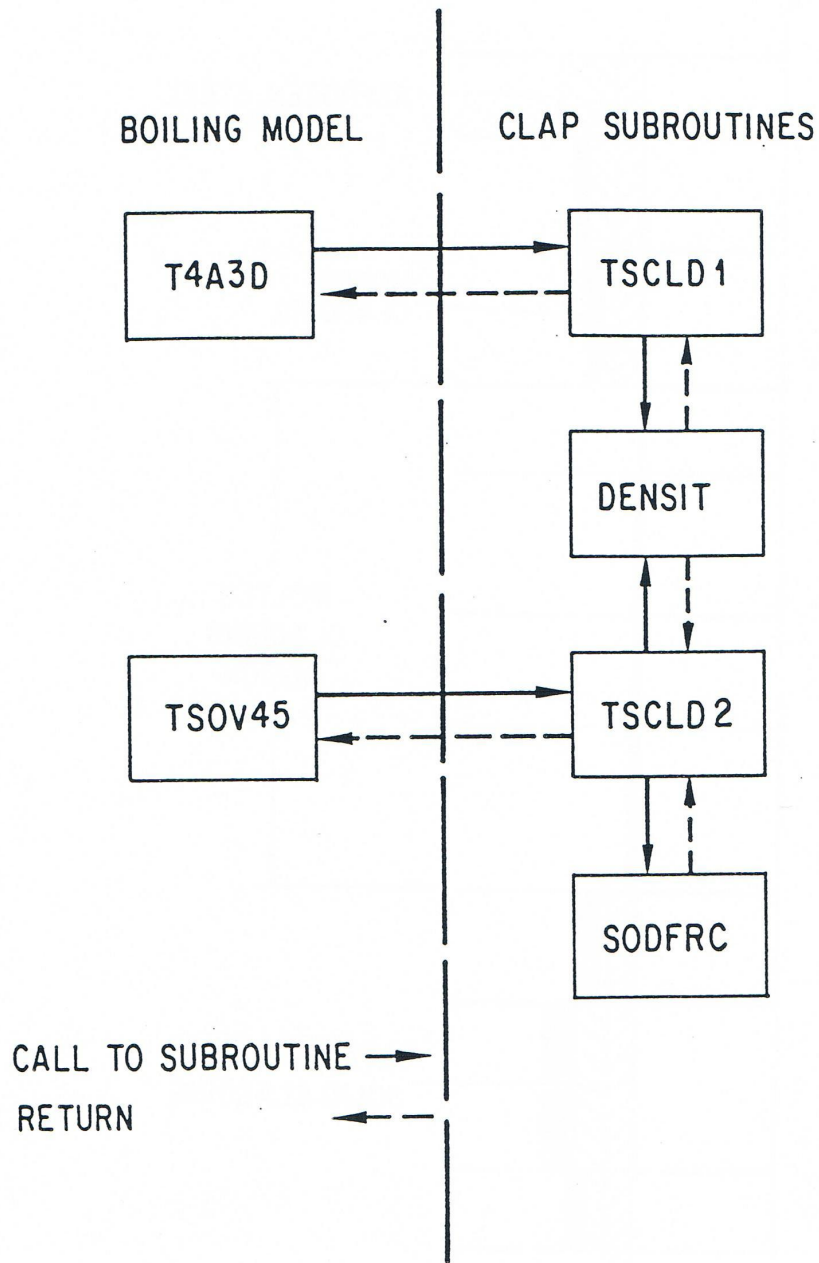 BOILING MODEL
CLAP SUBROUTINES
T4A3D
TSCLD1
DENSIT
TSOV45
TSCLD2
SODFRC
CALL TO SUBROUTINE
RETURN